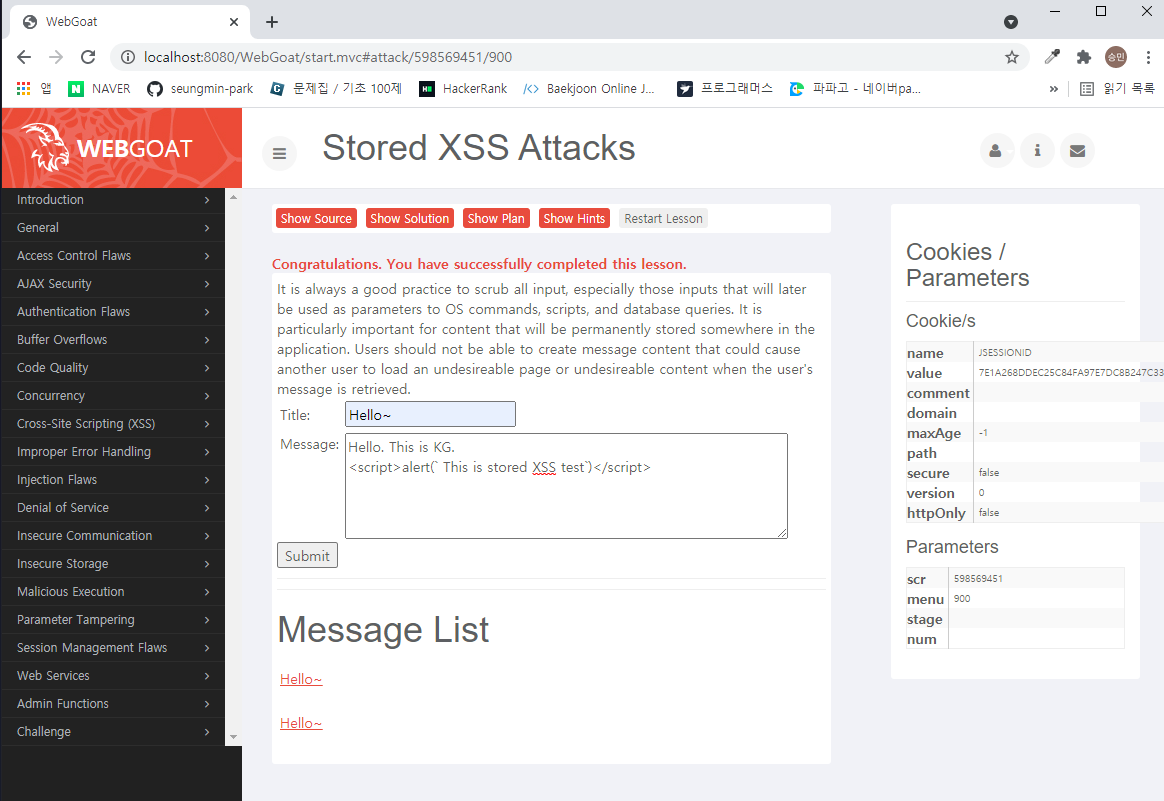 WebGoat
localhost:8080/WebGoat/start.mvc#attack/598569451/900
승민
앱
NAVER
seungmin-park
문제집 / 기초 100제
HackerRank
Baekjoon Online J...
프로그래머스
파파고 - 네이버pa...
»
읽기 목록
WEBGOAT
Stored XSS Attacks
Introduction
General
Access Control Flaws
AJAX Security
Authentication Flaws
Buffer Overflows
Code Quality
Concurrency
Cross-Site Scripting (XSS)
Improper Error Handling
Injection Flaws
Denial of Service
Insecure Communication
Insecure Storage
Malicious Execution
Parameter Tampering
Session Management Flaws
Web Services
Admin Functions
Challenge
Show Source Show Solution Show Plan Show Hints Restart Lesson
Congratulations. You have successfully completed this lesson.
It is always a good practice to scrub all input, especially those inputs that will later
be used as parameters to OS commands, scripts, and database queries. It is
particularly important for content that will be permanently stored somewhere in the
application. Users should not be able to create message content that could cause
another user to load an undesireable page or undesireable content when the user's
message is retrieved.
Title: Hello~
Message: Hello. This is KG.
<script>alert(` This is stored XSS test`)</script>
Submit
Message List
Hello~
Hello~
Cookies /
Parameters
Cookie/s
name JSESSIONID
value 7E1A268DDEC25C84FA97E7DC8B247C33
comment
domain
maxAge -1
path
secure false
version 0
httpOnly false
Parameters
scr 598569451
menu 900
stage
num